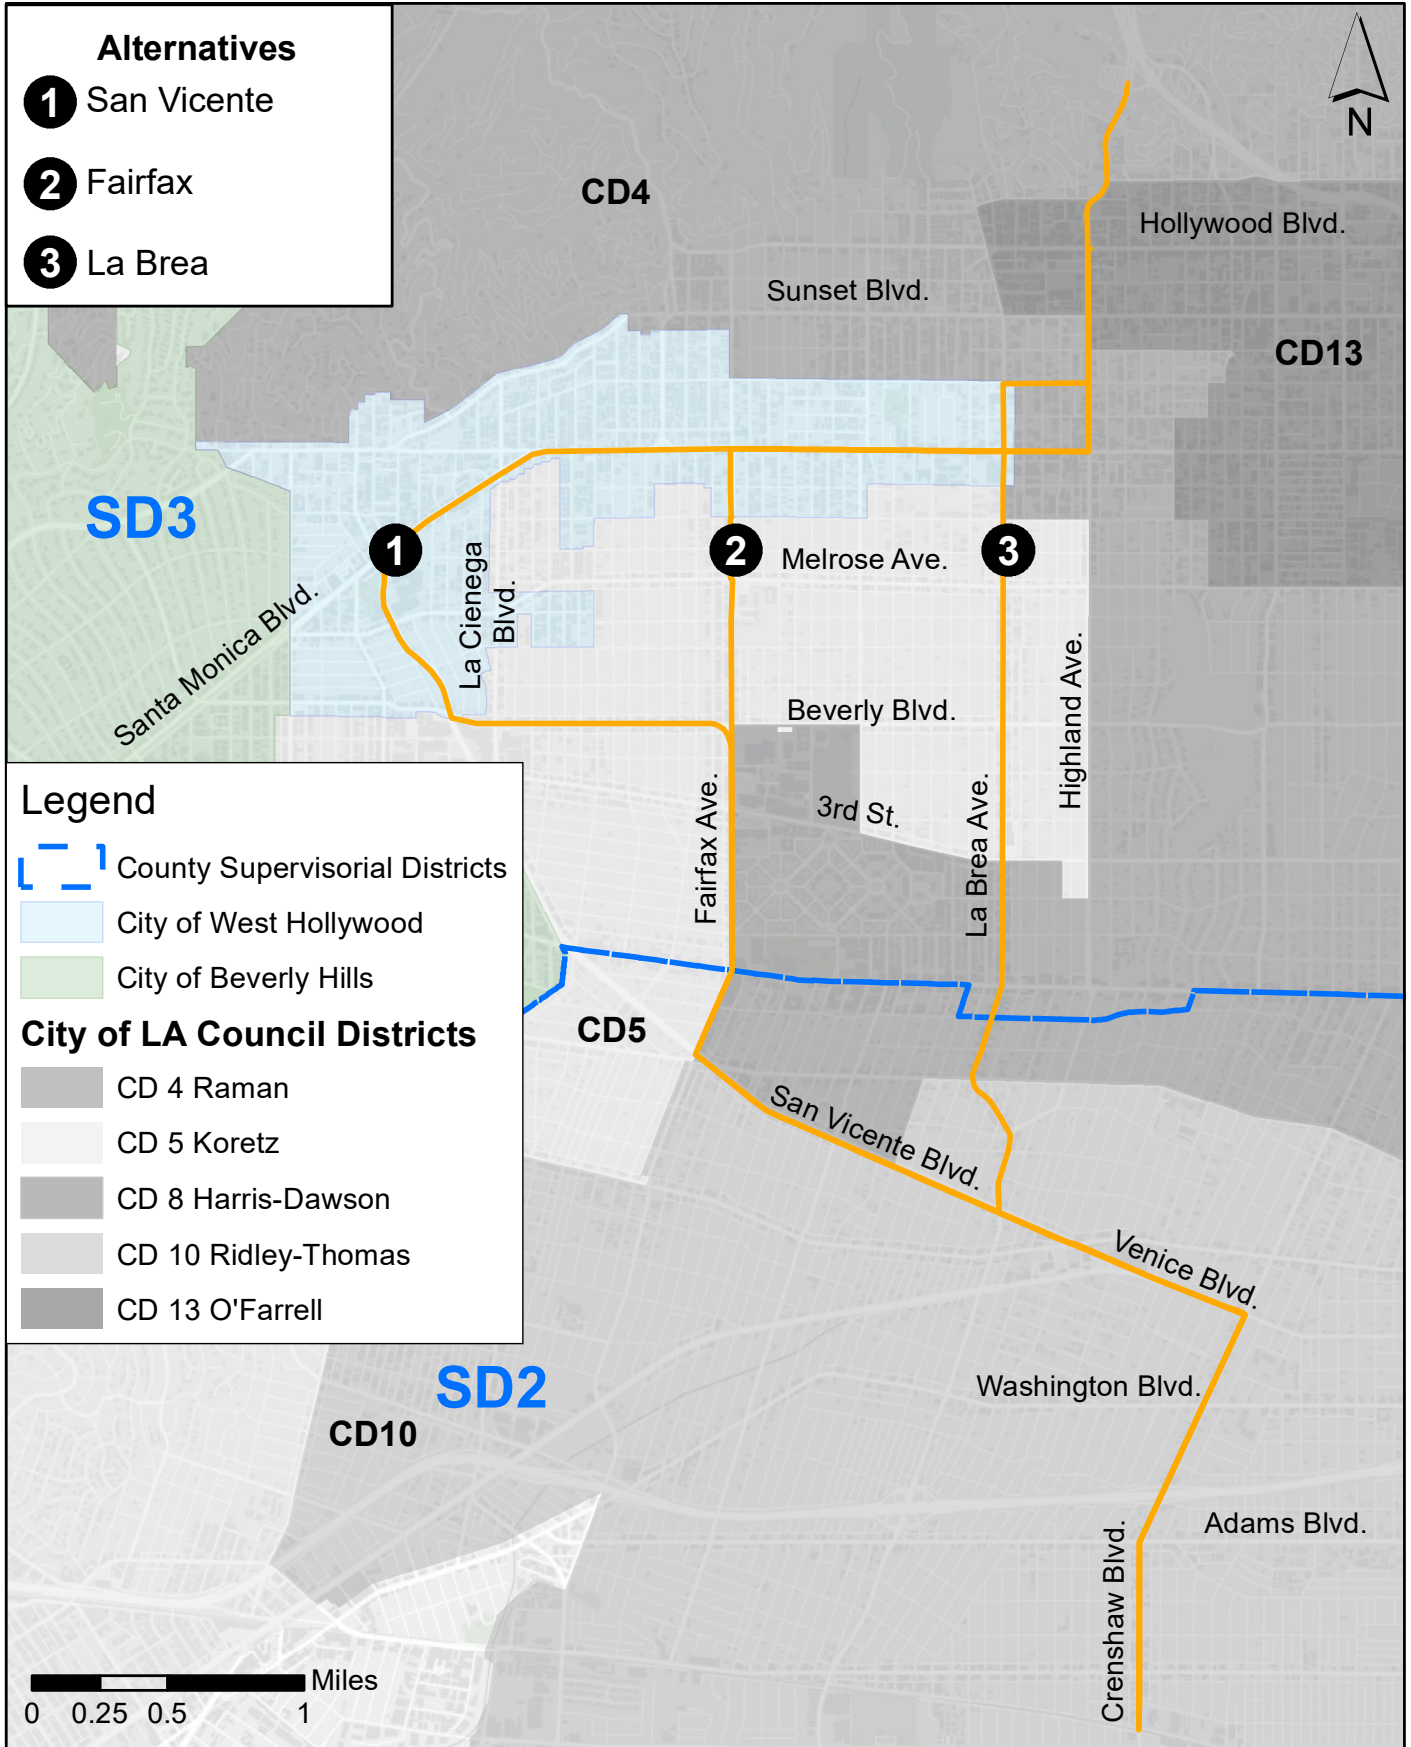 Alternatives
1 San Vicente
2 Fairfax
3 La Brea
N
CD4
Hollywood Blvd.
Sunset Blvd.
CD13
SD3
1
2
3
Melrose Ave.
La Cienega
Blvd.
Santa Monica Blvd.
Highland Ave.
Beverly Blvd.
Fairfax Ave.
3rd St.
La Brea Ave.
Legend
County Supervisorial Districts
City of West Hollywood
City of Beverly Hills
City of LA Council Districts
CD 4 Raman
CD 5 Koretz
CD 8 Harris-Dawson
CD 10 Ridley-Thomas
CD 13 O'Farrell
CD5
San Vicente Blvd.
Venice Blvd.
SD2
Washington Blvd.
CD10
Adams Blvd.
Crenshaw Blvd.
Miles
0 0.25 0.5 1